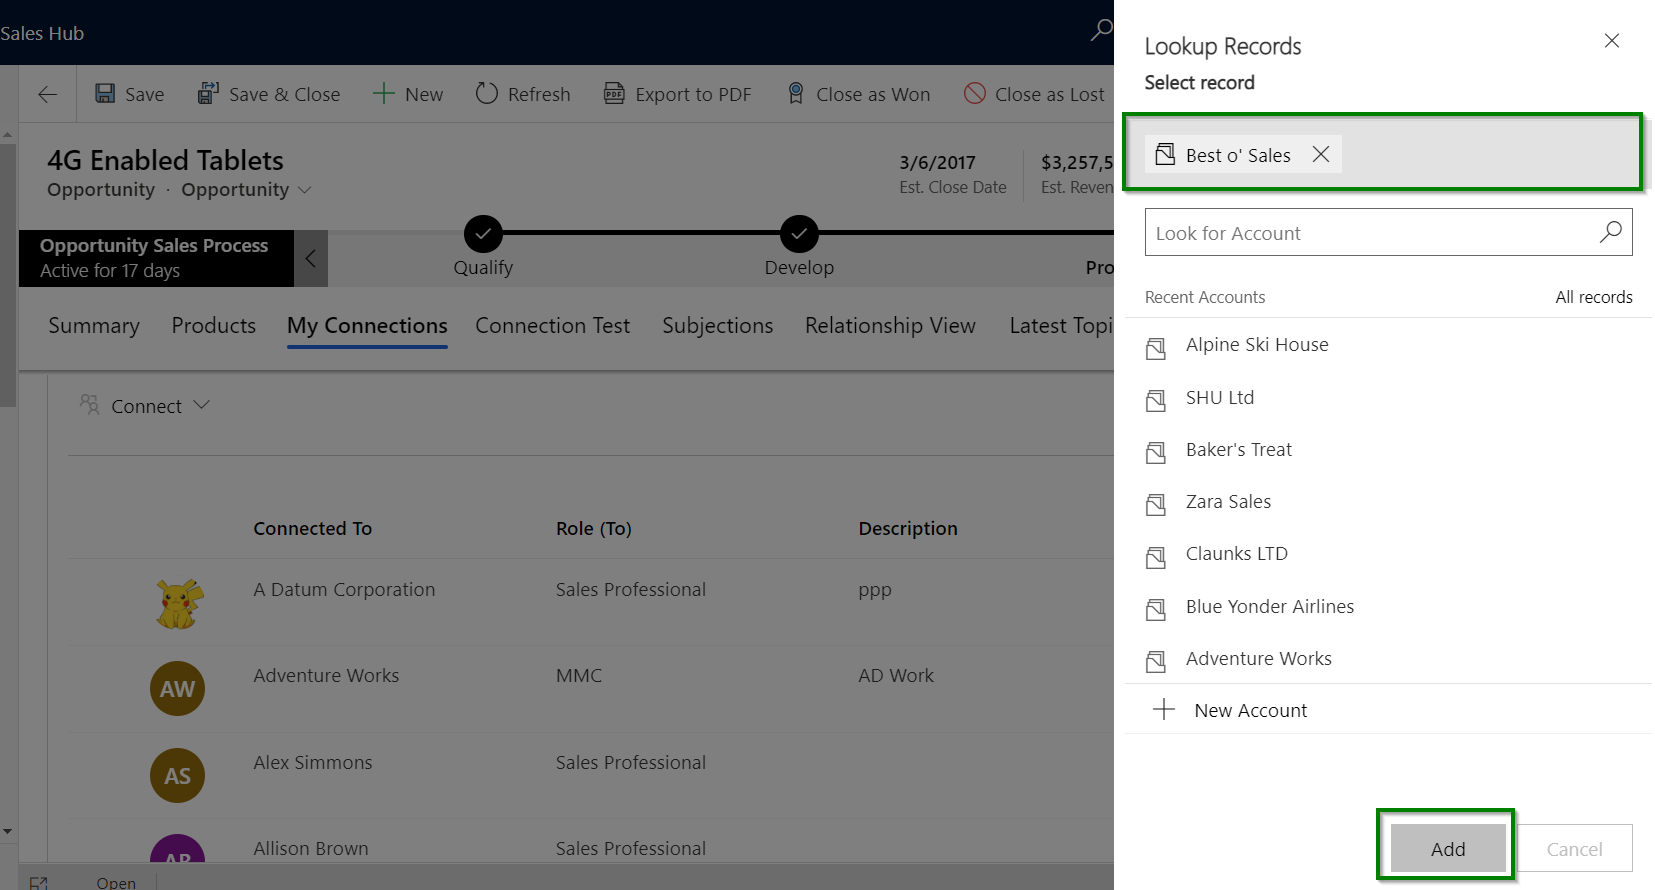 Sales Hub
Save
Save & Close
New
Refresh
PDF
Export to PDF
Close as Won
Close as Lost
4G Enabled Tablets
Opportunity · Opportunity
3/6/2017
Est. Close Date
$3,257,5
Est. Reven
Opportunity Sales Process
Active for 17 days
Qualify
Develop
Pro
Summary
Products
My Connections
Connection Test
Subjections
Relationship View
Latest Topi
Connect
Connected To
Role (To)
Description
A Datum Corporation
Sales Professional
ppp
AW
Adventure Works
MMC
AD Work
AS
Alex Simmons
Sales Professional
AB
Allison Brown
Sales Professional
Open
Lookup Records
Select record
Best o' Sales
Look for Account
Recent Accounts
All records
Alpine Ski House
SHU Ltd
Baker's Treat
Zara Sales
Claunks LTD
Blue Yonder Airlines
Adventure Works
New Account
Add
Cancel